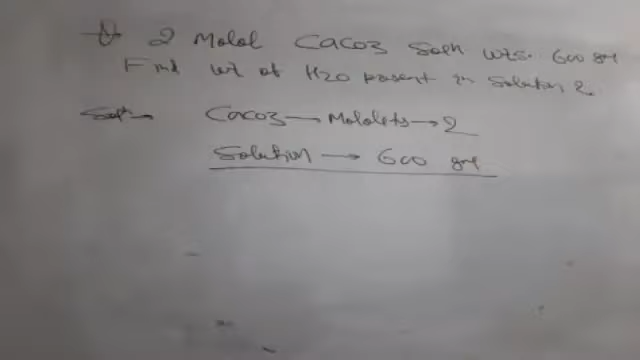 Q 2 Molal CaCO3 Soln wts. 600 gm
Find wt of H2O present in Solution ?
Soln → CaCO3 → Molality → 2
Solution → 600 gm